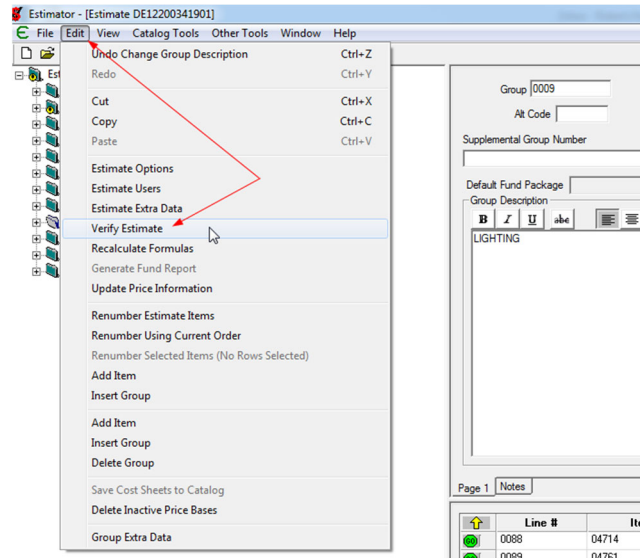 Estimator - [Estimate DE12200341901]
File Edit View Catalog Tools Other Tools Window Help
Est
Undo Change Group Description Ctrl+Z
Redo Ctrl+Y
Cut Ctrl+X
Copy Ctrl+C
Paste Ctrl+V
Estimate Options
Estimate Users
Estimate Extra Data
Verify Estimate
Recalculate Formulas
Generate Fund Report
Update Price Information
Renumber Estimate Items
Renumber Using Current Order
Renumber Selected Items (No Rows Selected)
Add Item
Insert Group
Add Item
Insert Group
Delete Group
Save Cost Sheets to Catalog
Delete Inactive Price Bases
Group Extra Data
Group 0009
Alt Code
Supplemental Group Number
Default Fund Package
Group Description
B I U abc
LIGHTING
Page 1 Notes
Line # Ite
GO 0088 04714
0089 04761